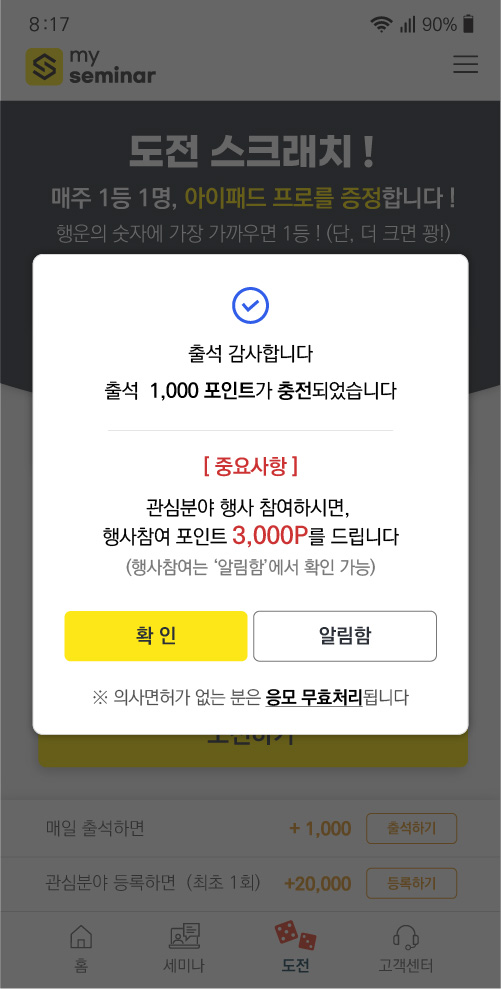 8:17
90%
my
seminar
도전 스크래치 !
매주 1등 1명, 아이패드 프로를 증정합니다 !
행운의 숫자에 가장 가까우면 1등 ! (단, 더 크면 꽝!)
출석 감사합니다
출석 1,000 포인트가 충전되었습니다
[ 중요사항 ]
관심분야 행사 참여하시면,
행사참여 포인트 3,000P를 드립니다
(행사참여는 '알림함'에서 확인 가능)
확 인
알림함
※ 의사면허가 없는 분은 응모 무효처리됩니다
매일 출석하면
+ 1,000
출석하기
관심분야 등록하면 (최초 1회)
+20,000
등록하기
홈
세미나
도전
고객센터